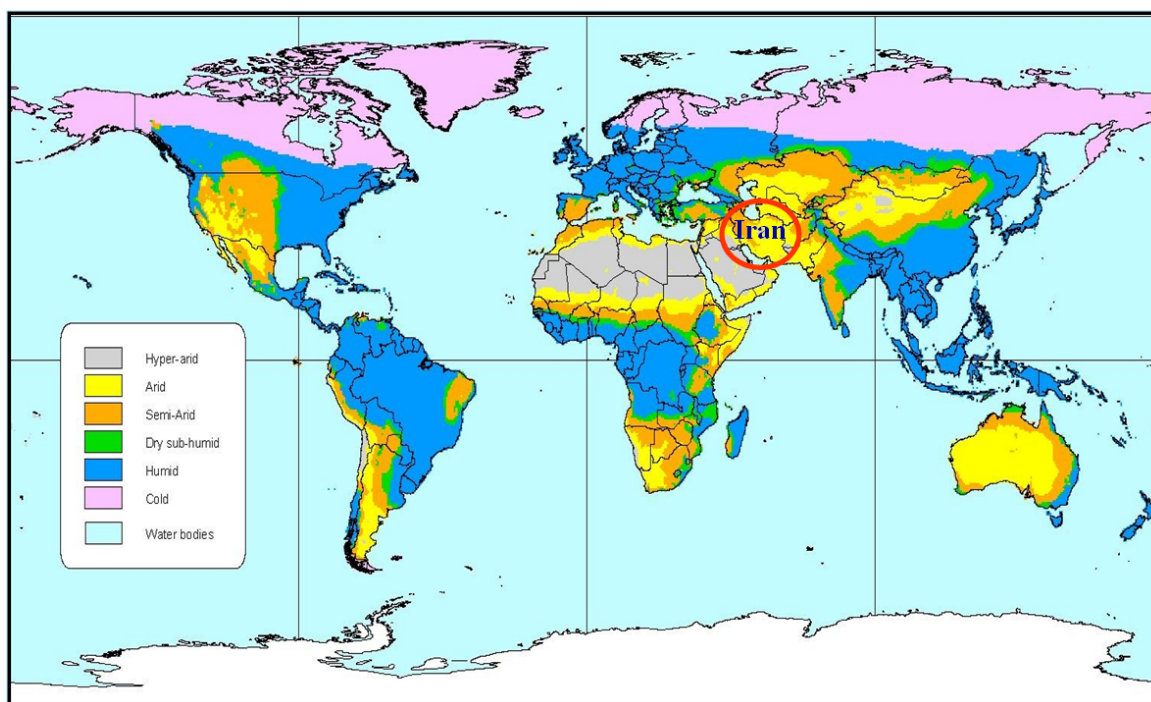 Iran
Hyper-arid
Arid
Semi-Arid
Dry sub-humid
Humid
Cold
Water bodies